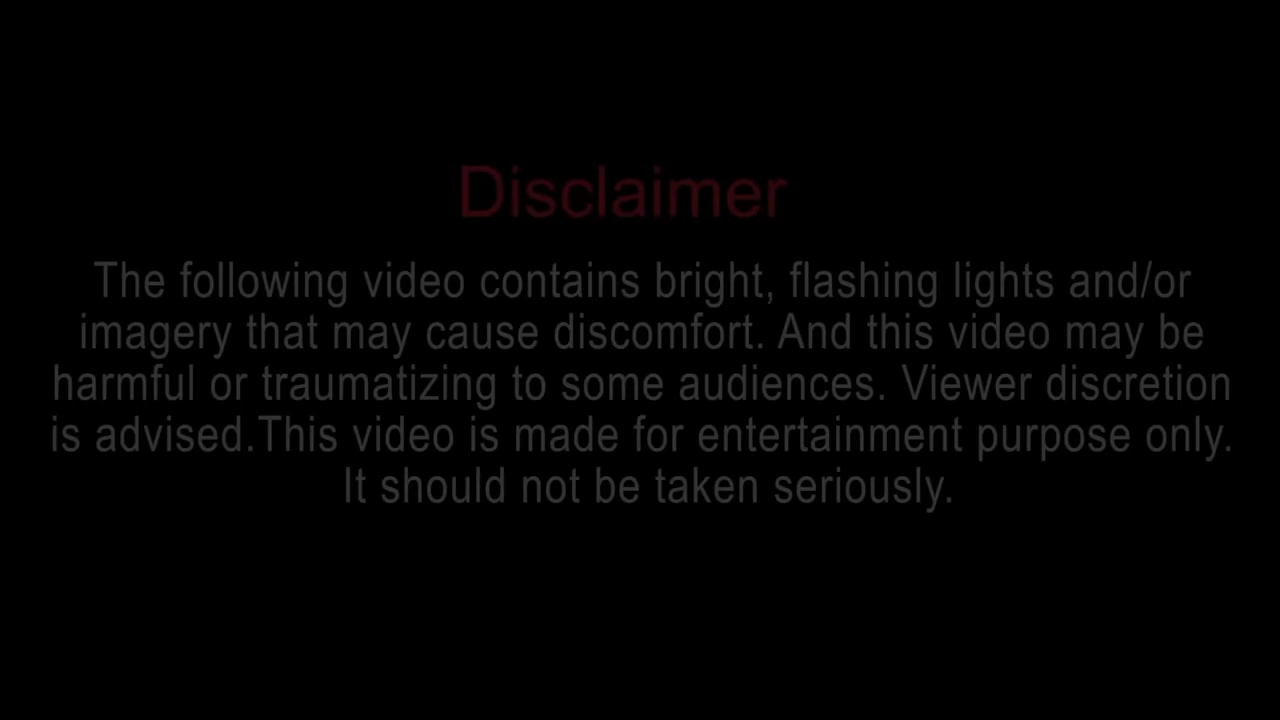 Disclaimer
The following video contains bright, flashing lights and/or
imagery that may cause discomfort. And this video may be
harmful or traumatizing to some audiences. Viewer discretion
is advised.This video is made for entertainment purpose only.
It should not be taken seriously.